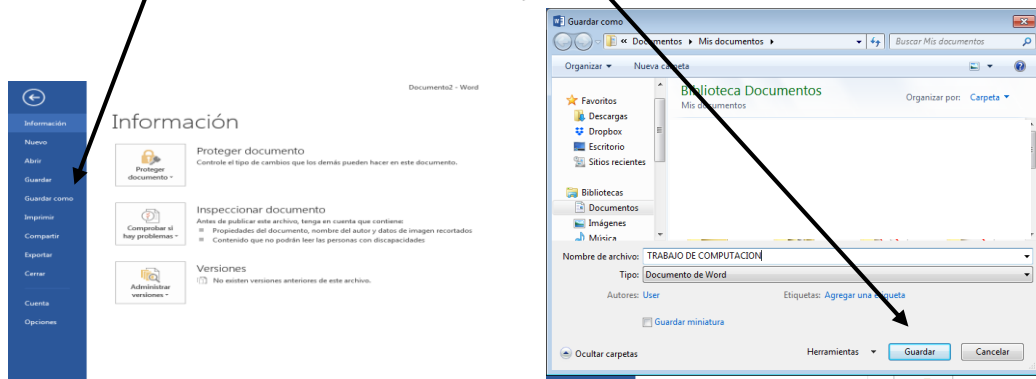 Documento2 - Word
Información
Nuevo
Abrir
Guardar
Guardar como
Imprimir
Compartir
Exportar
Cerrar
Cuenta
Opciones
Información
Proteger documento
Proteger documento
Controle el tipo de cambios que los demás pueden hacer en este documento.
Comprobar si hay problemas
Inspeccionar documento
Antes de publicar este archivo, tenga en cuenta que contiene:
Propiedades del documento, nombre del autor y datos de imagen recortados
Contenido que no podrán leer las personas con discapacidades
Administrar versiones
Versiones
No existen versiones anteriores de este archivo.
Guardar como
« Documentos Mis documentos
Buscar Mis documentos
Organizar Nueva carpeta
Favoritos
Descargas
Dropbox
Escritorio
Sitios recientes
Bibliotecas
Documentos
Imágenes
Música
Biblioteca Documentos
Mis documentos
Organizar por: Carpeta
Nombre de archivo: TRABAJO DE COMPUTACION
Tipo: Documento de Word
Autores: User
Etiquetas: Agregar una etiqueta
Guardar miniatura
Ocultar carpetas
Herramientas
Guardar
Cancelar